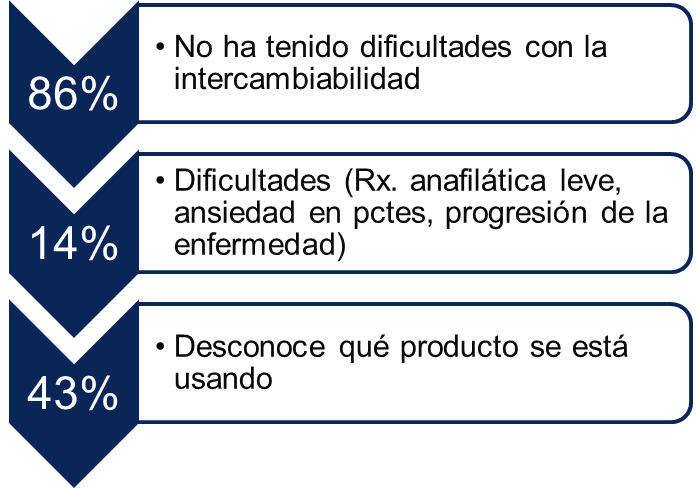 86%
• No ha tenido dificultades con la
intercambiabilidad
14%
• Dificultades (Rx. anafilática leve,
ansiedad en pctes, progresión de la
enfermedad)
43%
• Desconoce qué producto se está
usando